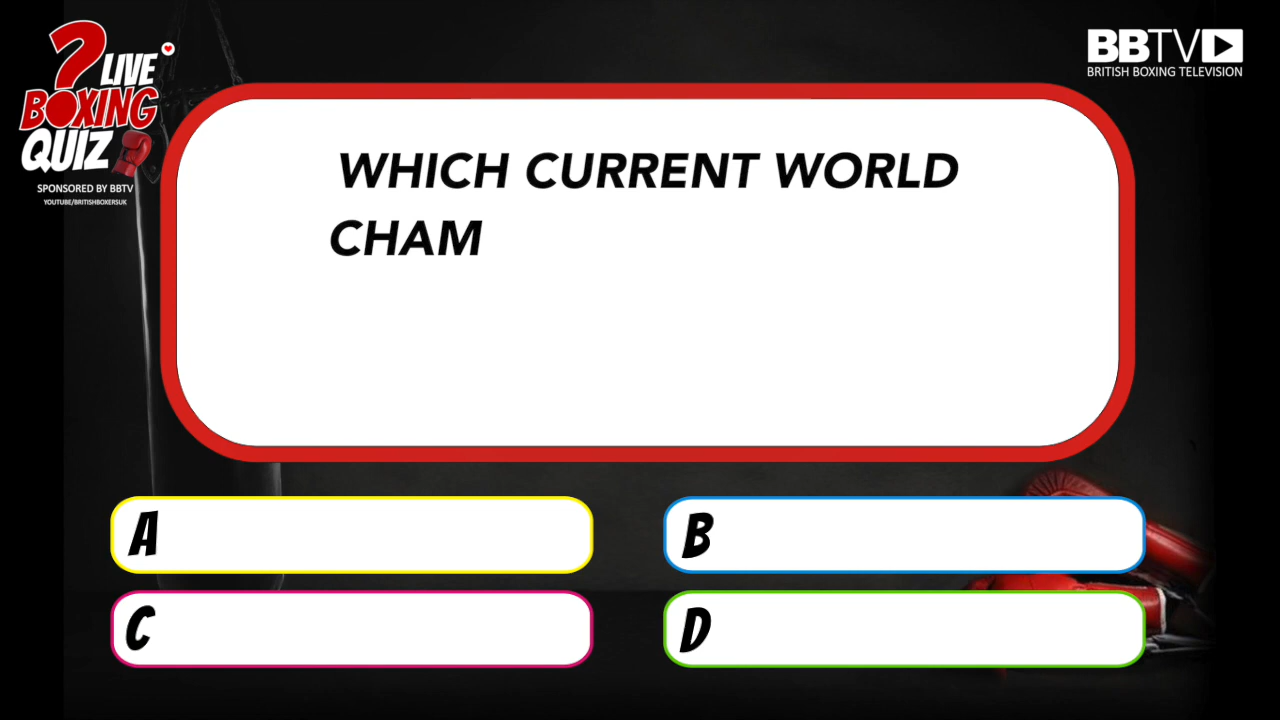 ? LIVE
BOXING
QUIZ
SPONSORED BY BBTV
YOUTUBE/BRITISHBOXERSUK
BBTV
BRITISH BOXING TELEVISION
WHICH CURRENT WORLD
CHAM
A
B
C
D